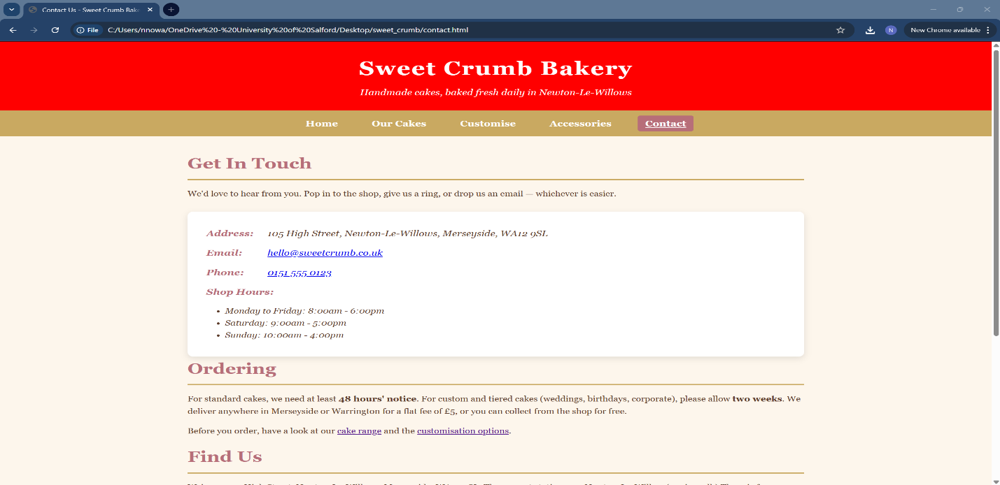 Contact Us - Sweet Crumb Bake
File C:/Users/nnowa/OneDrive%20-%20University%20of%20Salford/Desktop/sweet_crumb/contact.html N New Chrome available
Sweet Crumb Bakery
Handmade cakes, baked fresh daily in Newton-Le-Willows
Home Our Cakes Customise Accessories Contact
Get In Touch
We'd love to hear from you. Pop in to the shop, give us a ring, or drop us an email — whichever is easier.
Address: 105 High Street, Newton-Le-Willows, Merseyside, WA12 9SL
Email: hello@sweetcrumb.co.uk
Phone: 0151 555 0123
Shop Hours:
• Monday to Friday: 8:00am - 6:00pm
• Saturday: 9:00am - 5:00pm
• Sunday: 10:00am - 4:00pm
Ordering
For standard cakes, we need at least 48 hours' notice. For custom and tiered cakes (weddings, birthdays, corporate), please allow two weeks. We
deliver anywhere in Merseyside or Warrington for a flat fee of £5, or you can collect from the shop for free.
Before you order, have a look at our cake range and the customisation options.
Find Us